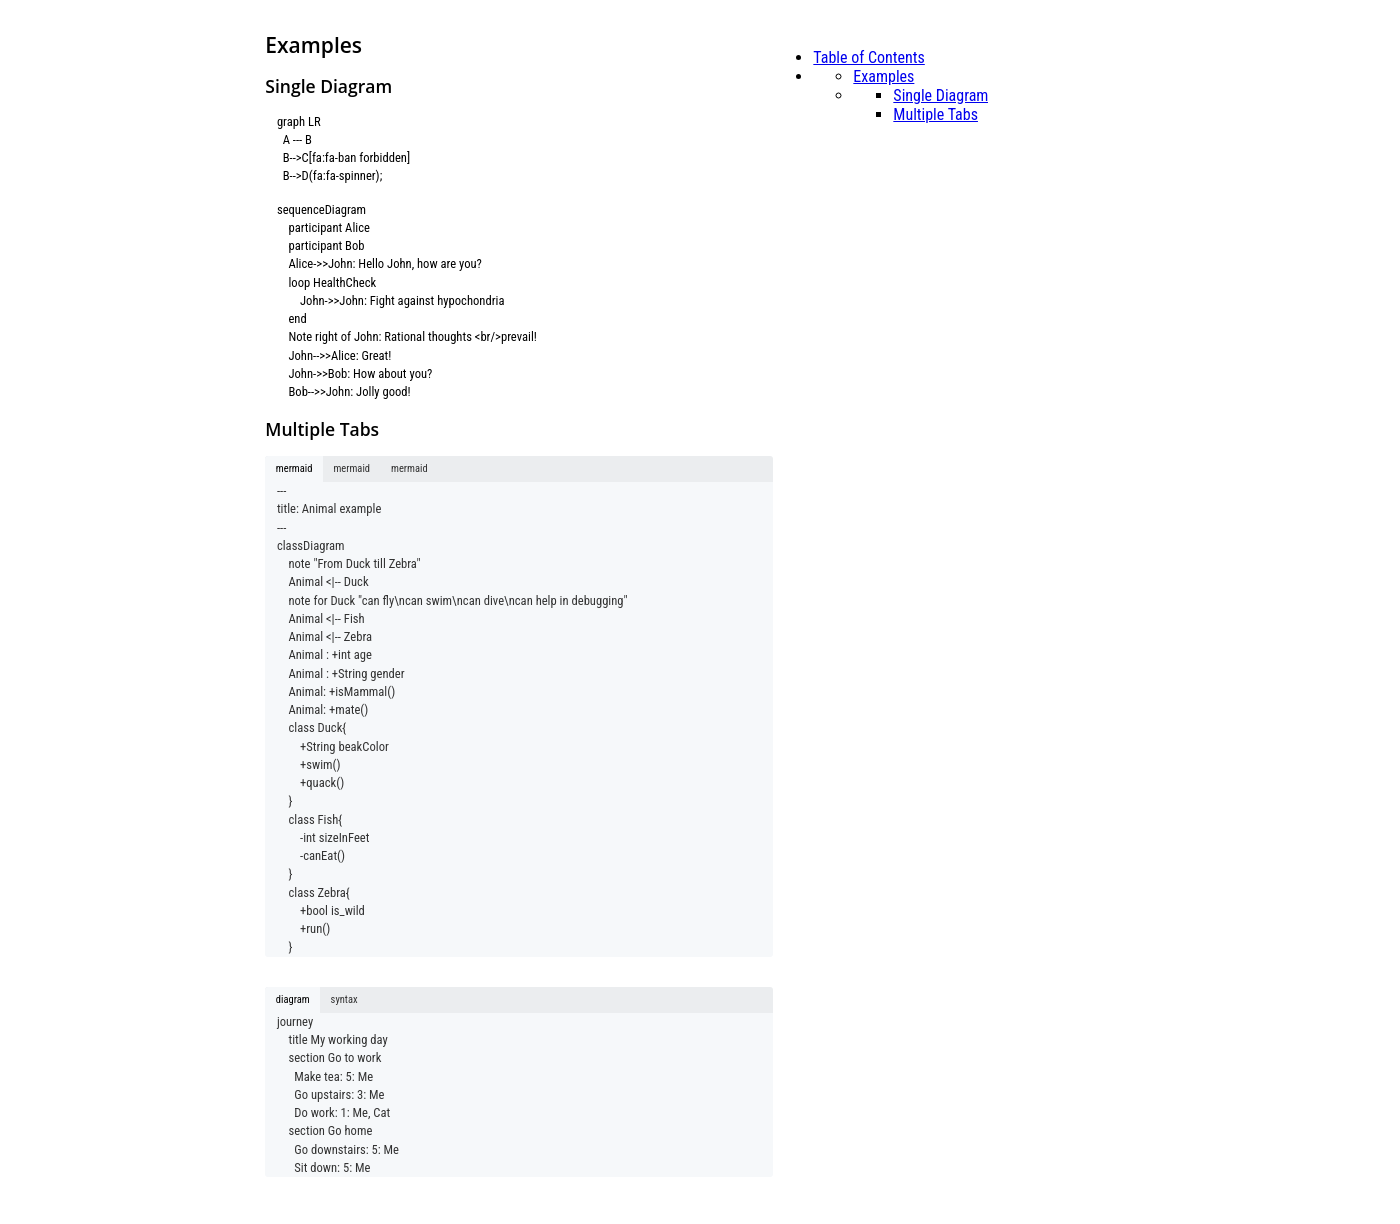 Examples
Single Diagram
graph LR
A --- B
B-->C[fa:fa-ban forbidden]
B-->D(fa:fa-spinner);
sequenceDiagram
participant Alice
participant Bob
Alice->>John: Hello John, how are you?
loop HealthCheck
John->>John: Fight against hypochondria
end
Note right of John: Rational thoughts <br/>prevail!
John-->>Alice: Great!
John->>Bob: How about you?
Bob-->>John: Jolly good!
Multiple Tabs
mermaid mermaid mermaid
---
title: Animal example
---
classDiagram
note "From Duck till Zebra"
Animal <|-- Duck
note for Duck "can fly\ncan swim\ncan dive\ncan help in debugging"
Animal <|-- Fish
Animal <|-- Zebra
Animal : +int age
Animal : +String gender
Animal: +isMammal()
Animal: +mate()
class Duck{
+String beakColor
+swim()
+quack()
}
class Fish{
-int sizeInFeet
-canEat()
}
class Zebra{
+bool is_wild
+run()
}
diagram syntax
journey
title My working day
section Go to work
Make tea: 5: Me
Go upstairs: 3: Me
Do work: 1: Me, Cat
section Go home
Go downstairs: 5: Me
Sit down: 5: Me
Table of Contents
Examples
Single Diagram
Multiple Tabs